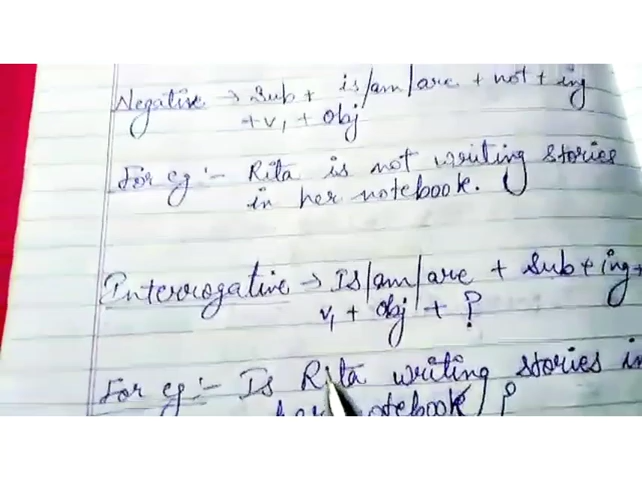 Negative → Sub + is/am/are + not + ing
+ V1 + obj
For eg :- Rita is not writing stories
in her notebook.
Interrogative → Is/am/are + Sub + ing +
V1 + obj + ?
For eg :- Is Rita writing stories in
her notebook ?